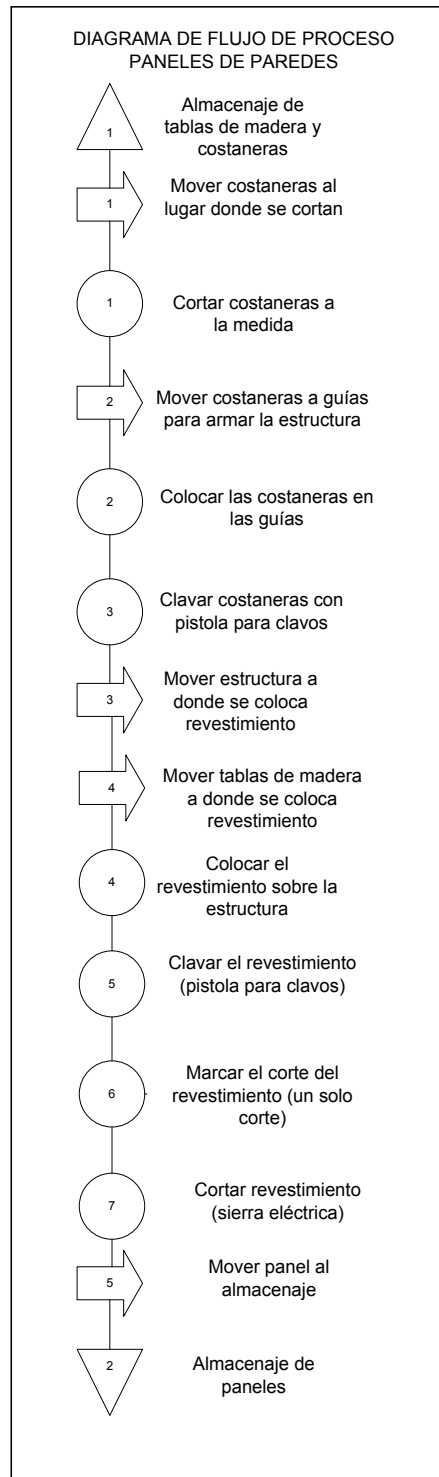 DIAGRAMA DE FLUJO DE PROCESO
PANELES DE PAREDES
1
Almacenaje de
tablas de madera y
costaneras
1
Mover costaneras al
lugar donde se cortan
1
Cortar costaneras a
la medida
2
Mover costaneras a guías
para armar la estructura
2
Colocar las costaneras en
las guías
3
Clavar costaneras con
pistola para clavos
3
Mover estructura a
donde se coloca
revestimiento
4
Mover tablas de madera
a donde se coloca
revestimiento
4
Colocar el
revestimiento sobre la
estructura
5
Clavar el revestimiento
(pistola para clavos)
6
Marcar el corte del
revestimiento (un solo
corte)
7
Cortar revestimiento
(sierra eléctrica)
5
Mover panel al
almacenaje
2
Almacenaje de
paneles